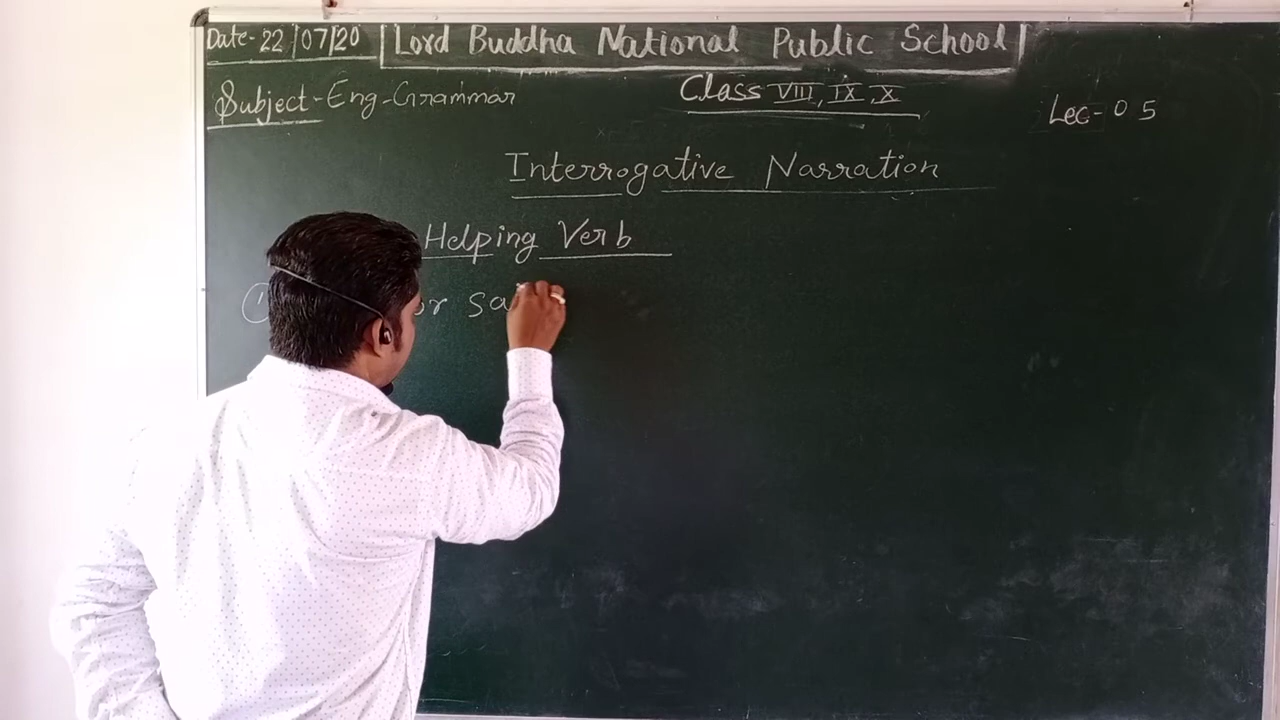 Date- 22/07/20 Lord Buddha National Public School
Subject-Eng-Grammar Class VIII, IX, X
Lec-05
Interrogative Narration
Helping Verb
1